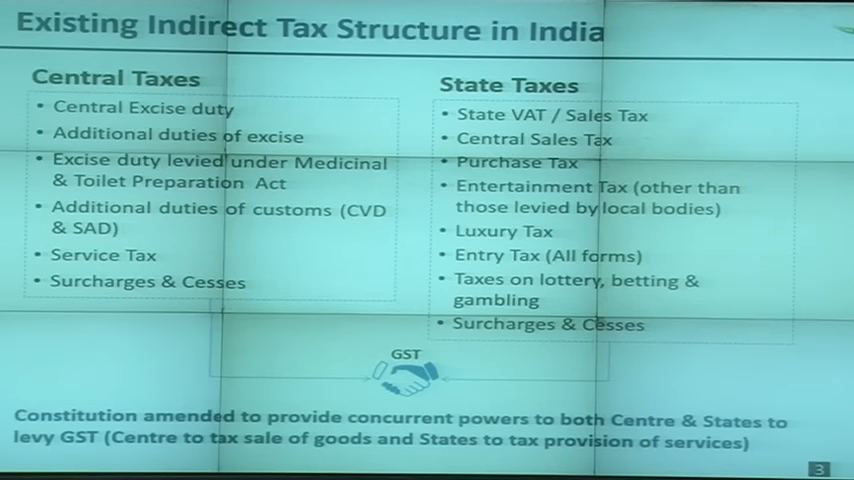 Existing Indirect Tax Structure in India
Central Taxes
• Central Excise duty
• Additional duties of excise
• Excise duty levied under Medicinal
& Toilet Preparation Act
• Additional duties of customs (CVD
& SAD)
• Service Tax
• Surcharges & Cesses
State Taxes
• State VAT / Sales Tax
• Central Sales Tax
• Purchase Tax
• Entertainment Tax (other than
those levied by local bodies)
• Luxury Tax
• Entry Tax (All forms)
• Taxes on lottery, betting &
gambling
• Surcharges & Cesses
GST
Constitution amended to provide concurrent powers to both Centre & States to
levy GST (Centre to tax sale of goods and States to tax provision of services)
3